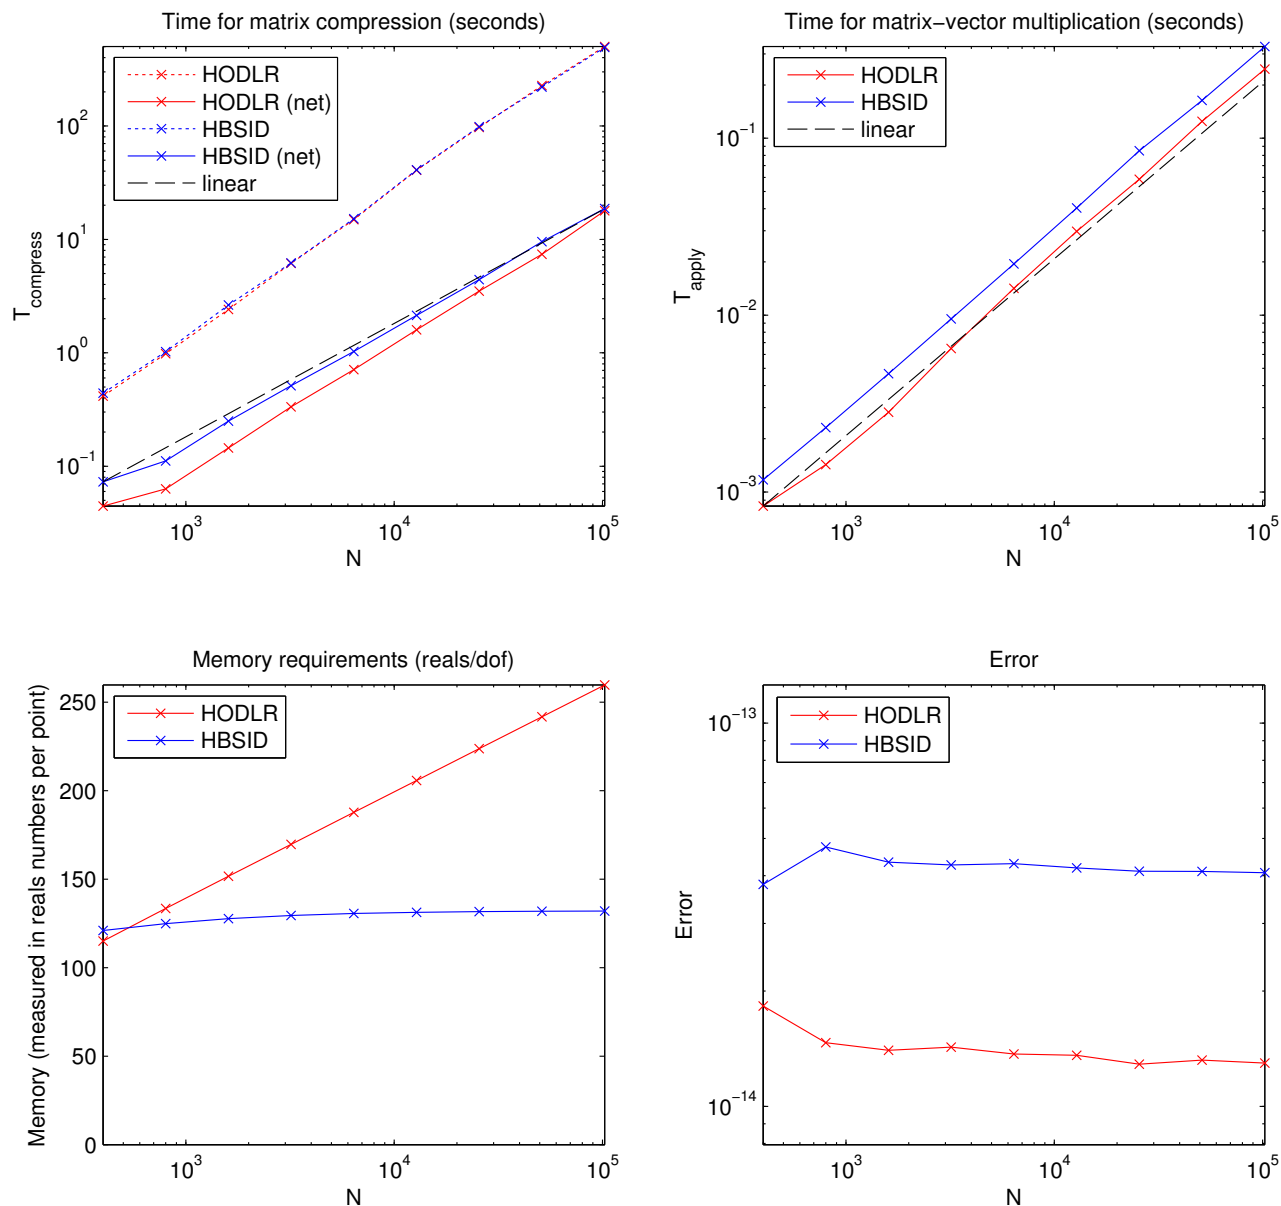 Time for matrix compression (seconds)
HODLR
HODLR (net)
HBSID
HBSID (net)
linear
10^2
10^1
10^0
10^−1
T_compress
10^3
10^4
10^5
N
Time for matrix−vector multiplication (seconds)
HODLR
HBSID
linear
10^−1
10^−2
10^−3
T_apply
10^3
10^4
10^5
N
Memory requirements (reals/dof)
HODLR
HBSID
250
200
150
100
50
0
Memory (measured in reals numbers per point)
10^3
10^4
10^5
N
Error
HODLR
HBSID
10^−13
10^−14
Error
10^3
10^4
10^5
N